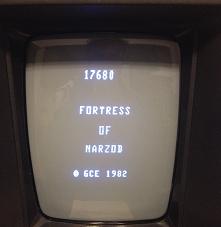 17680
FORTRESS
OF
NARZOD
© GCE 1982